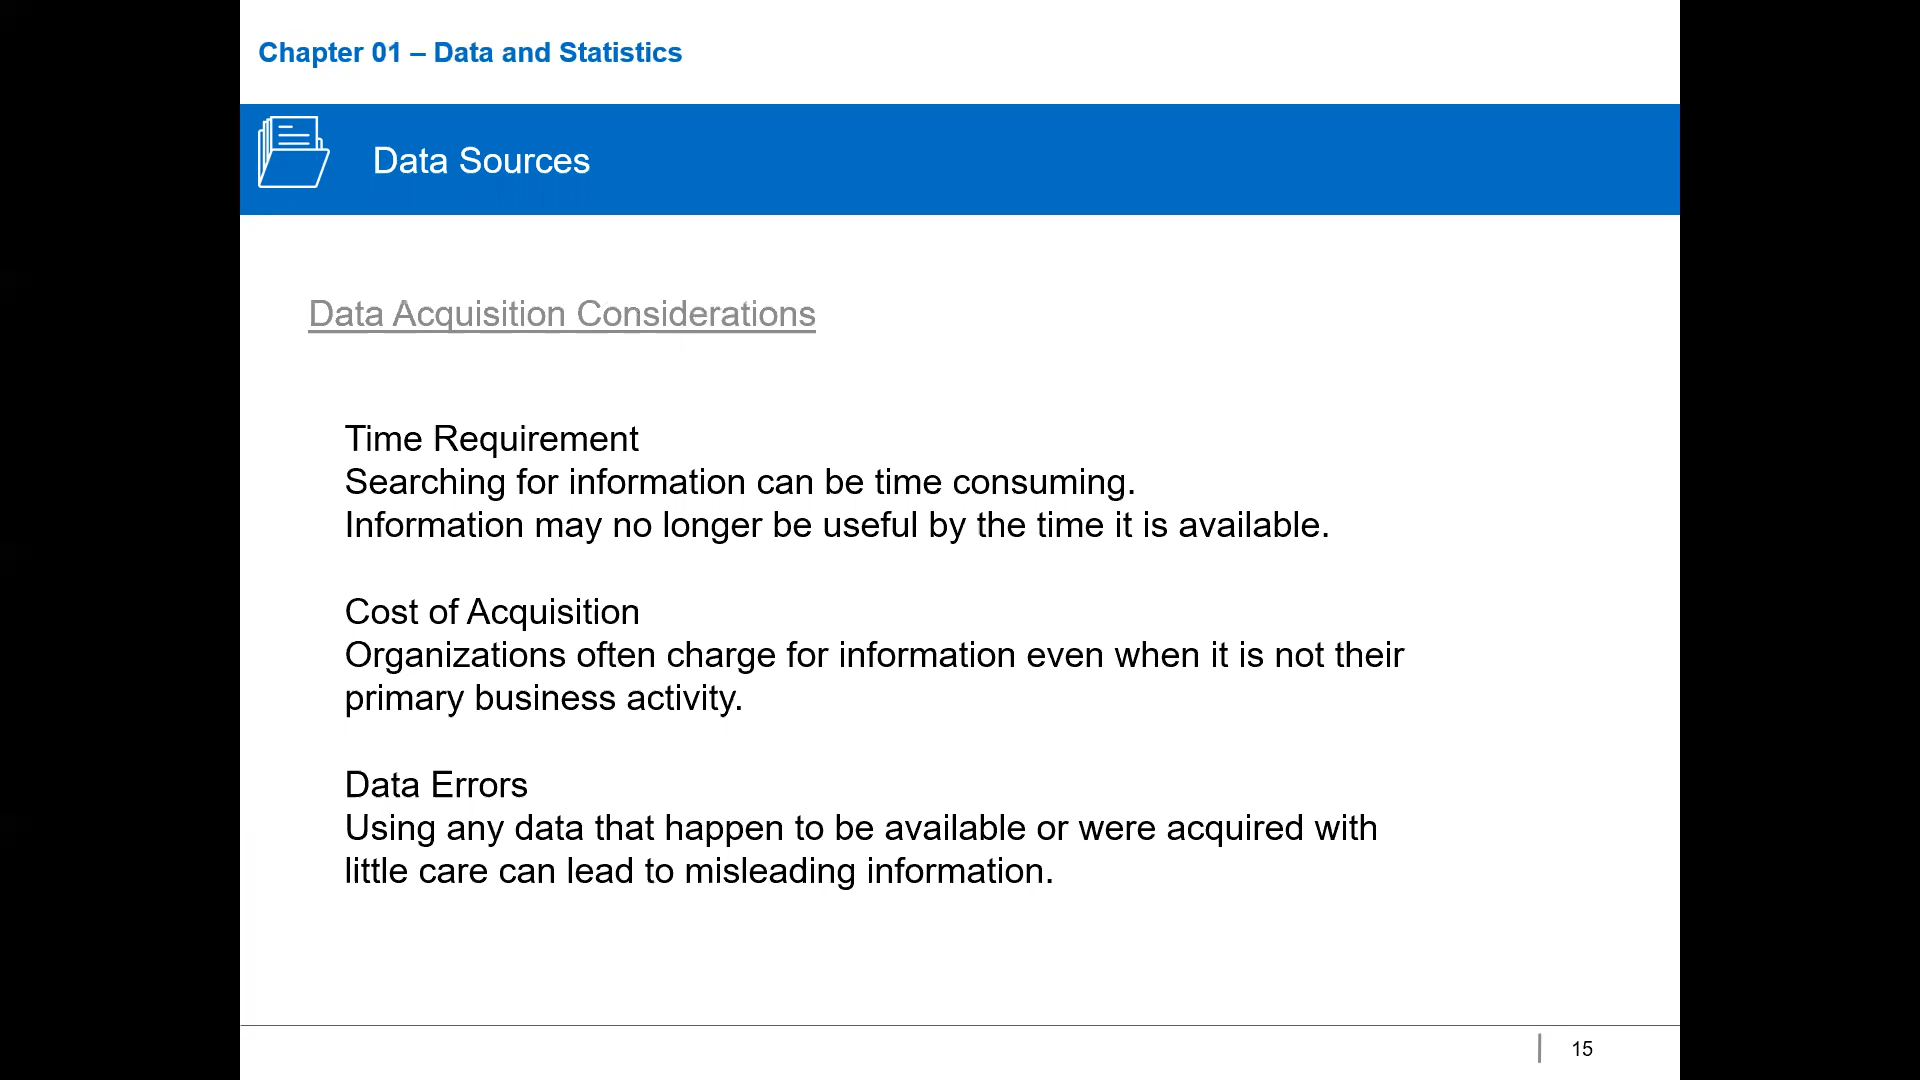 Chapter 01 – Data and Statistics
Data Sources
Data Acquisition Considerations
Time Requirement
Searching for information can be time consuming.
Information may no longer be useful by the time it is available.
Cost of Acquisition
Organizations often charge for information even when it is not their
primary business activity.
Data Errors
Using any data that happen to be available or were acquired with
little care can lead to misleading information.
15